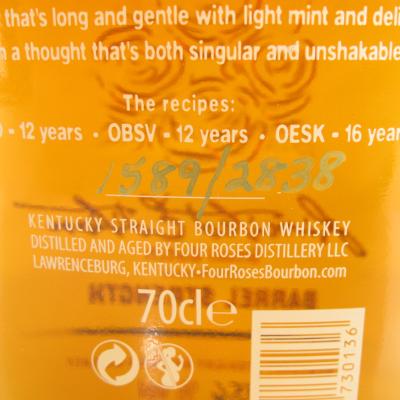 that's long and gentle with light mint and deli
a thought that's both singular and unshakable
The recipes:
- 12 years • OBSV - 12 years • OESK - 16 year
1589/2838
KENTUCKY STRAIGHT BOURBON WHISKEY
DISTILLED AND AGED BY FOUR ROSES DISTILLERY LLC
LAWRENCEBURG, KENTUCKY•FourRosesBourbon.com
70cl℮
730136